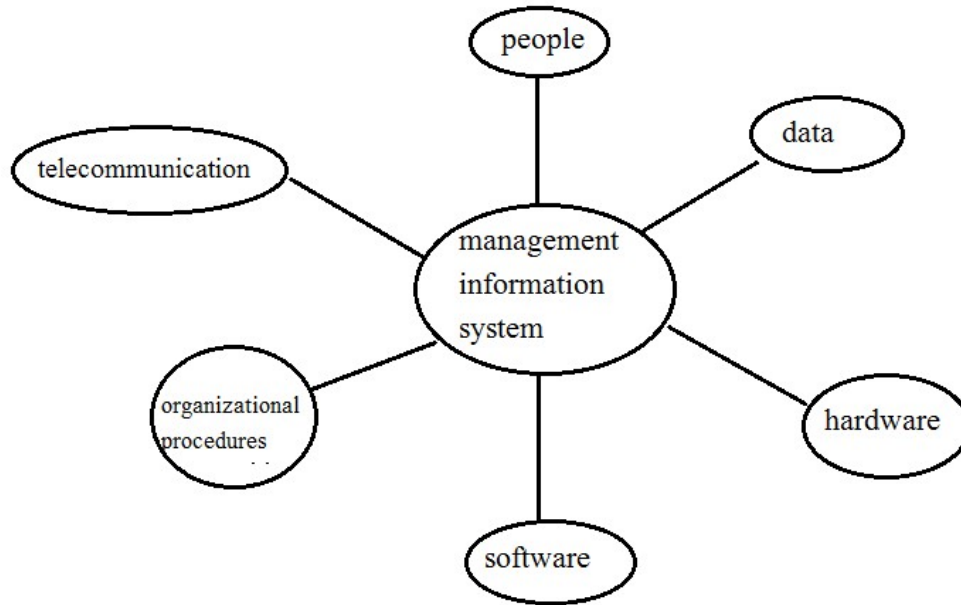 people
data
telecommunication
management
information
system
organizational
procedures
hardware
software